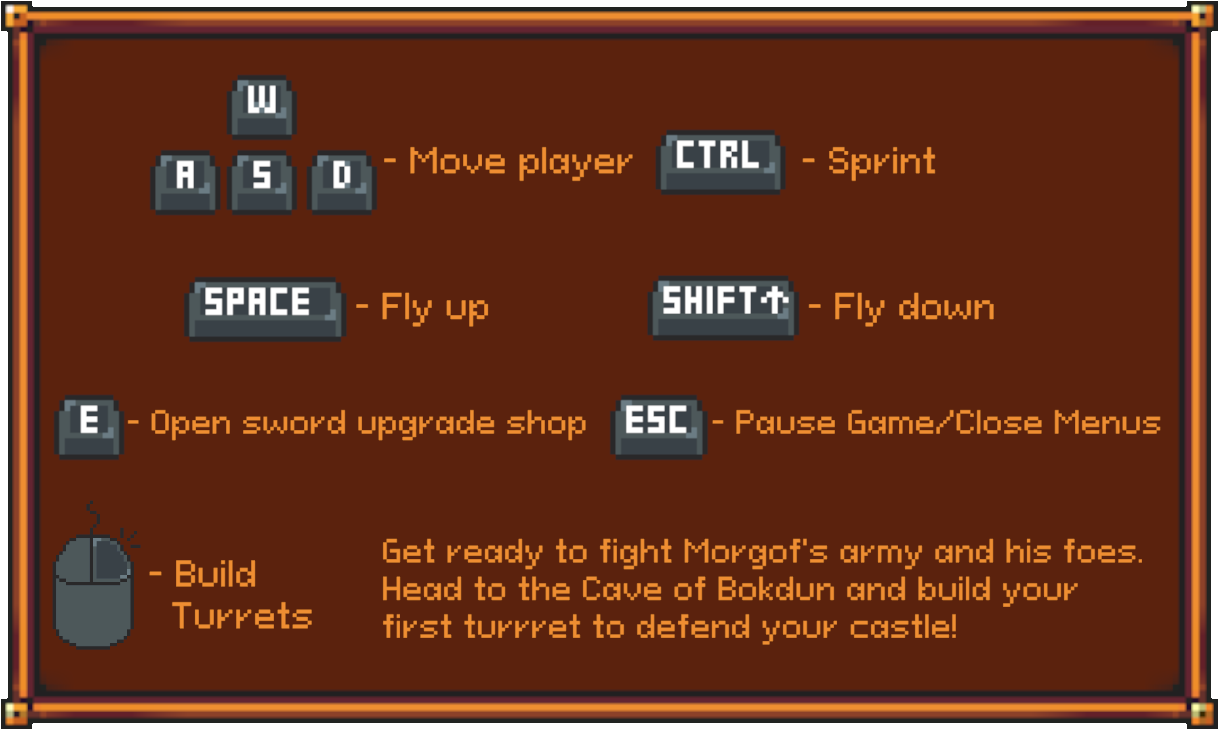 W
A S D - Move player CTRL - Sprint
SPACE - Fly up SHIFT↑ - Fly down
E - Open sword upgrade shop ESC - Pause Game/Close Menus
- Build
Turrets
Get ready to fight Morgof's army and his foes.
Head to the Cave of Bokdun and build your
first turrret to defend your castle!